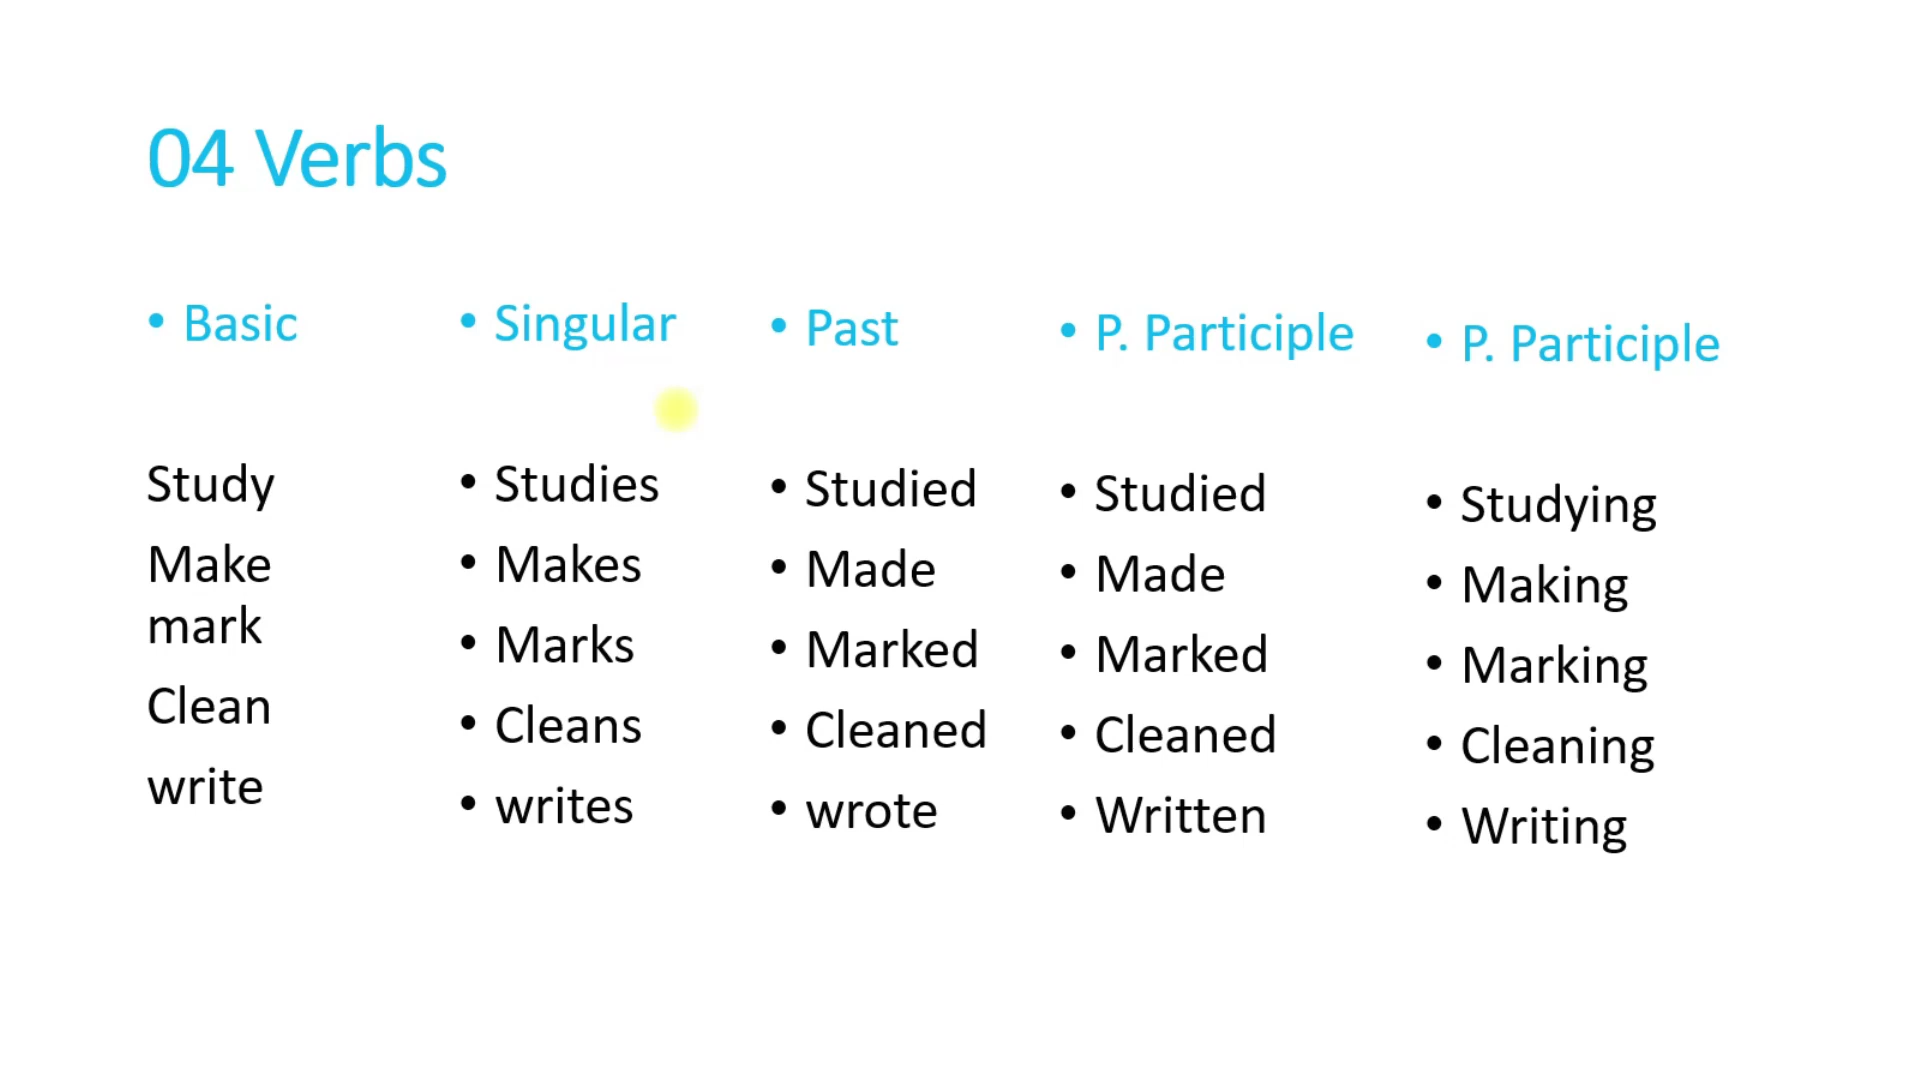 04 Verbs
• Basic
Study
Make
mark
Clean
write
• Singular
• Studies
• Makes
• Marks
• Cleans
• writes
• Past
• Studied
• Made
• Marked
• Cleaned
• wrote
• P. Participle
• Studied
• Made
• Marked
• Cleaned
• Written
• P. Participle
• Studying
• Making
• Marking
• Cleaning
• Writing